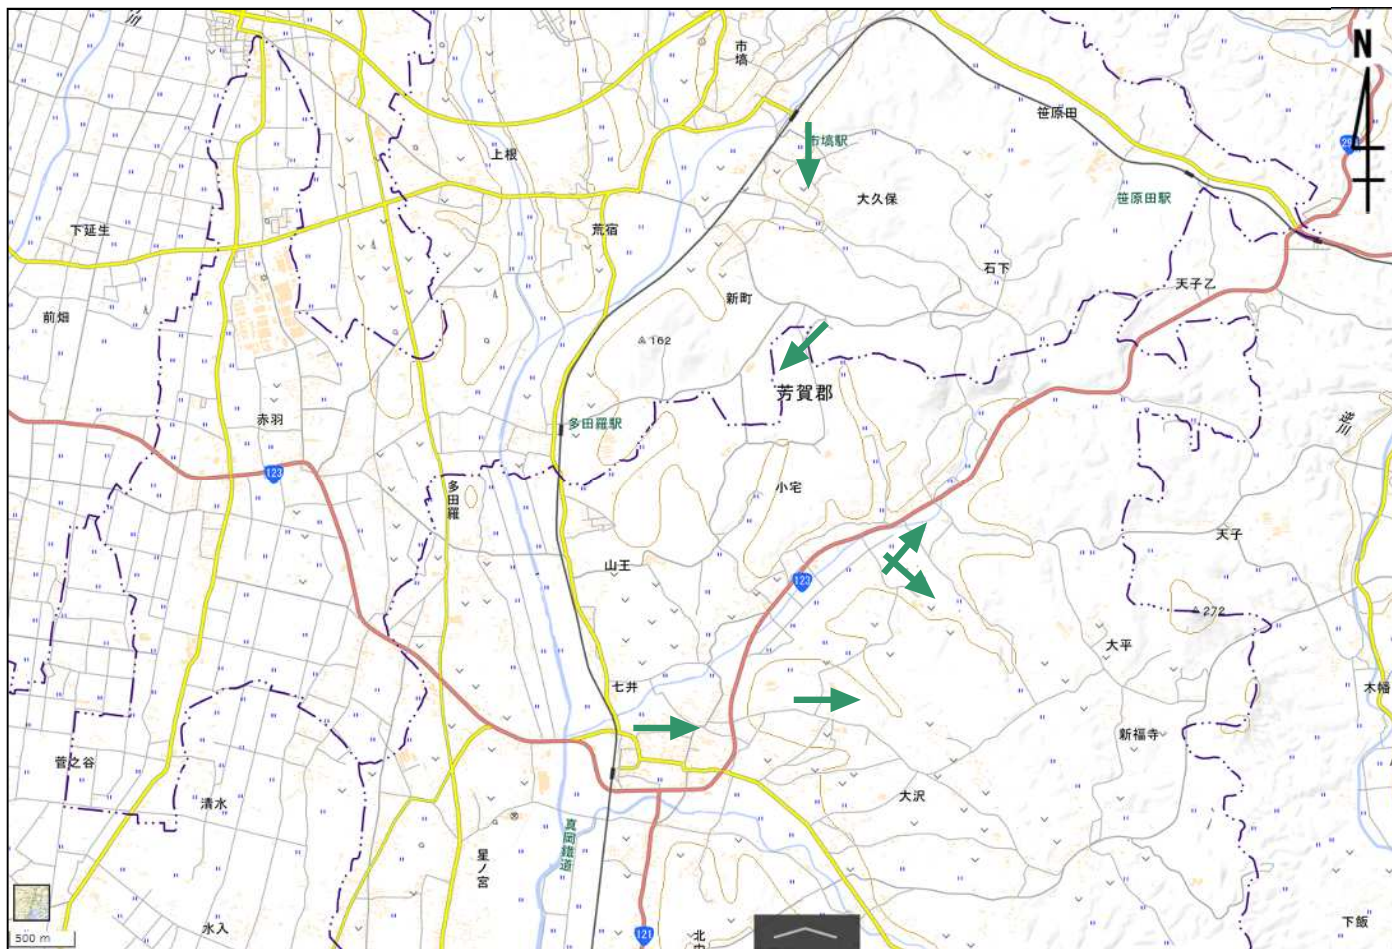 市塙
N
笹原田
市塙駅
上根
29
大久保
笹原田駅
下延生
荒宿
石下
天子乙
新町
前畑
162
芳賀郡
赤羽
多田羅駅
逆川
123
多田羅
小宅
天子
山王
123
272
大平
七井
木幡
菅之谷
新福寺
清水
大沢
真岡鐵道
星ノ宮
水入
下飯
121
500 m